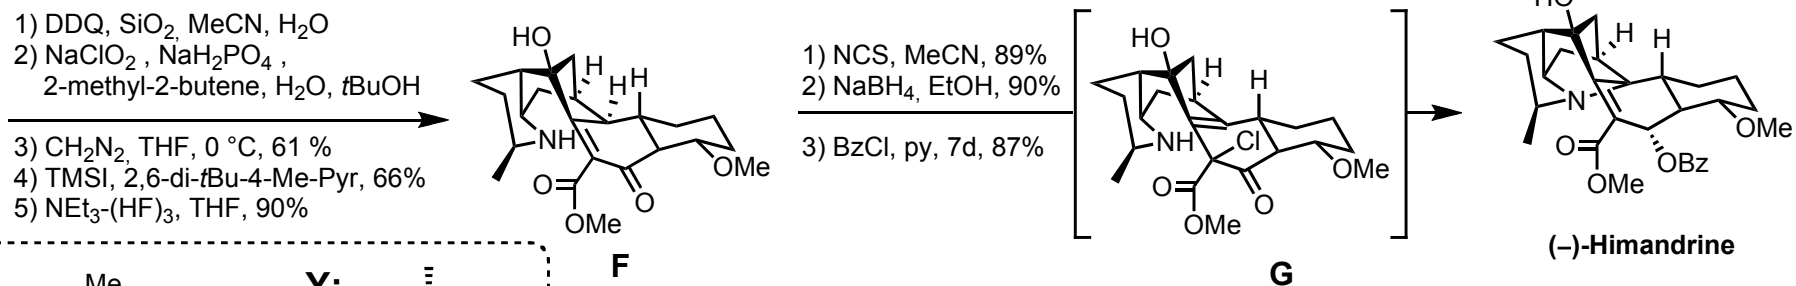 1) DDQ, SiO2, MeCN, H2O
2) NaClO2 , NaH2PO4 ,
2-methyl-2-butene, H2O, tBuOH
3) CH2N2, THF, 0 °C, 61 %
4) TMSI, 2,6-di-tBu-4-Me-Pyr, 66%
5) NEt3-(HF)3, THF, 90%
HO
H
H
H
NH
OMe
O
O
OMe
F
1) NCS, MeCN, 89%
2) NaBH4, EtOH, 90%
3) BzCl, py, 7d, 87%
HO
H
H
NH
Cl
OMe
O
O
OMe
G
HO
H
H
N
OMe
O
OBz
OMe
(–)-Himandrine
Me
Y: